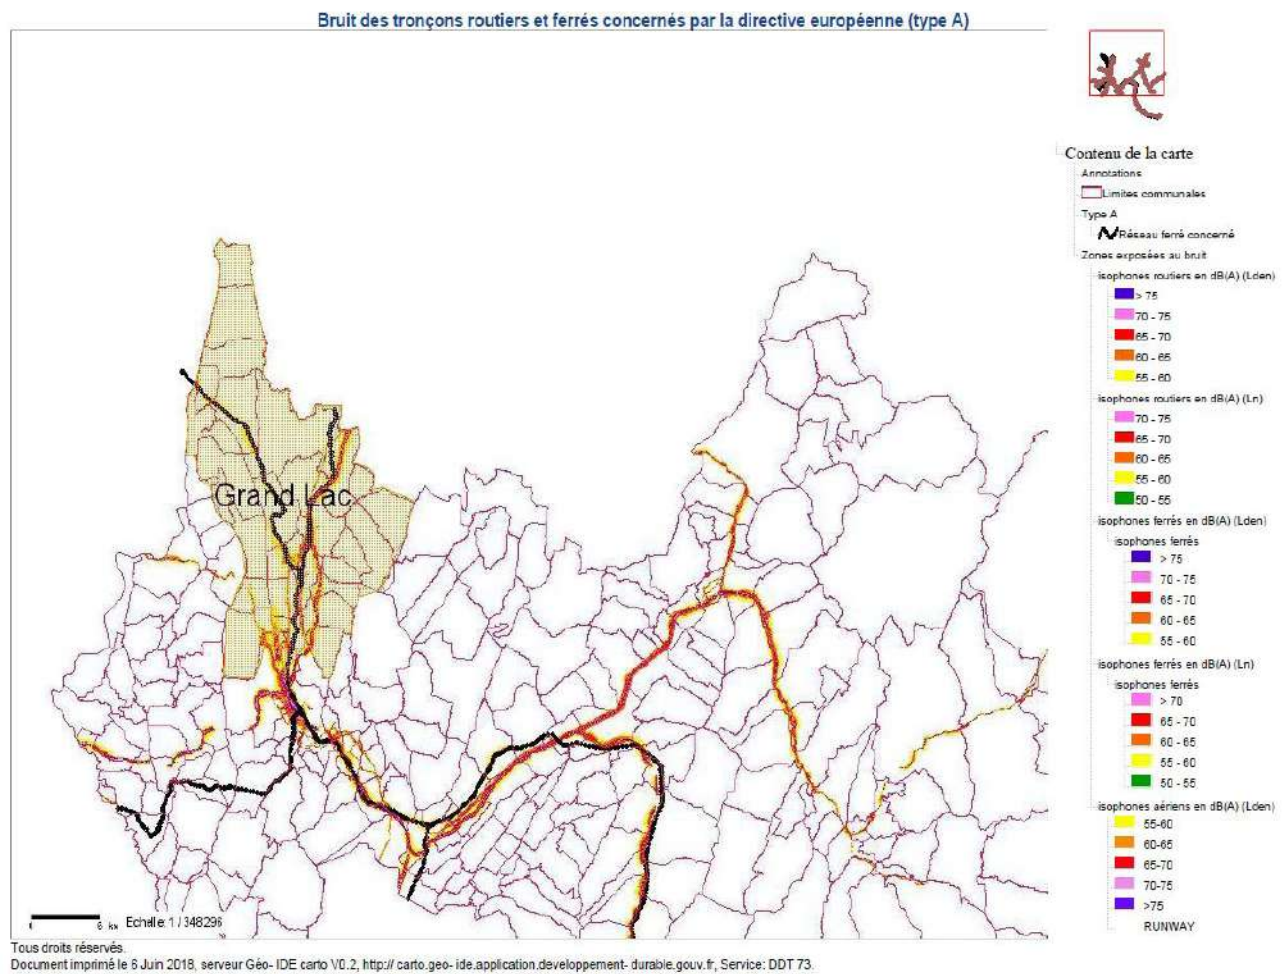 Bruit des tronçons routiers et ferrés concernés par la directive européenne (type A)
Grand Lac
Echelle: 1 / 348296
Contenu de la carte
Annotations
Limites communales
Type A
Réseau ferré concerné
Zones exposées au bruit
isophones routiers en dB(A) (Lden)
> 75
70 - 75
65 - 70
60 - 65
55 - 60
isophones routiers en dB(A) (Ln)
70 - 75
65 - 70
60 - 65
55 - 60
50 - 55
isophones ferrés en dB(A) (Lden)
isophones ferrés
> 75
70 - 75
65 - 70
60 - 65
55 - 60
isophones ferrés en dB(A) (Ln)
isophones ferrés
> 70
65 - 70
60 - 65
55 - 60
50 - 55
isophones aériens en dB(A) (Lden)
55-60
60-65
65-70
70-75
>75
RUNWAY
Tous droits réservés.
Document imprimé le 6 Juin 2018, serveur Géo- IDE carto V0.2, http:// carto.geo- ide.application.developpement- durable.gouv.fr, Service: DDT 73.